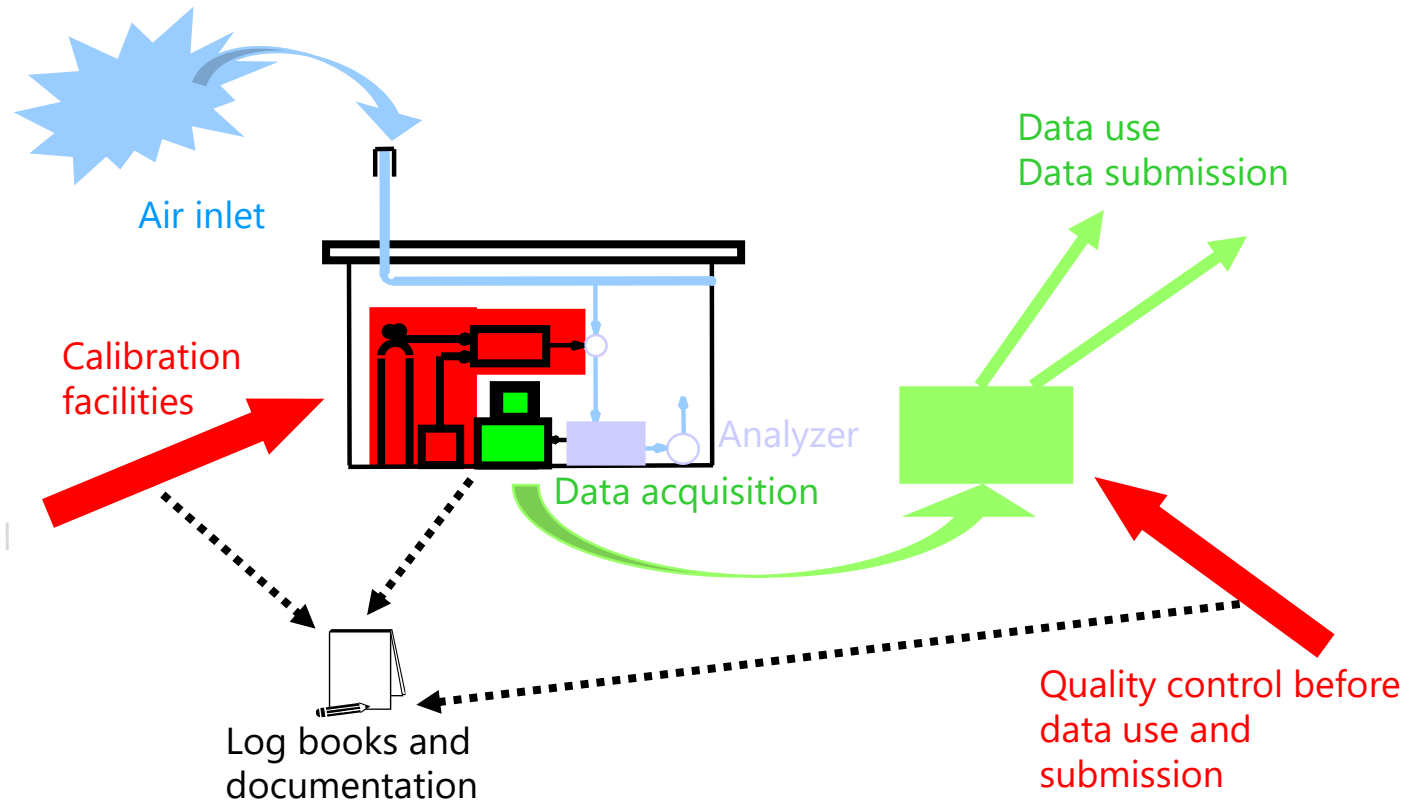 Data use
Data submission
Air inlet
Calibration
facilities
Analyzer
Data acquisition
Quality control before
data use and
submission
Log books and
documentation